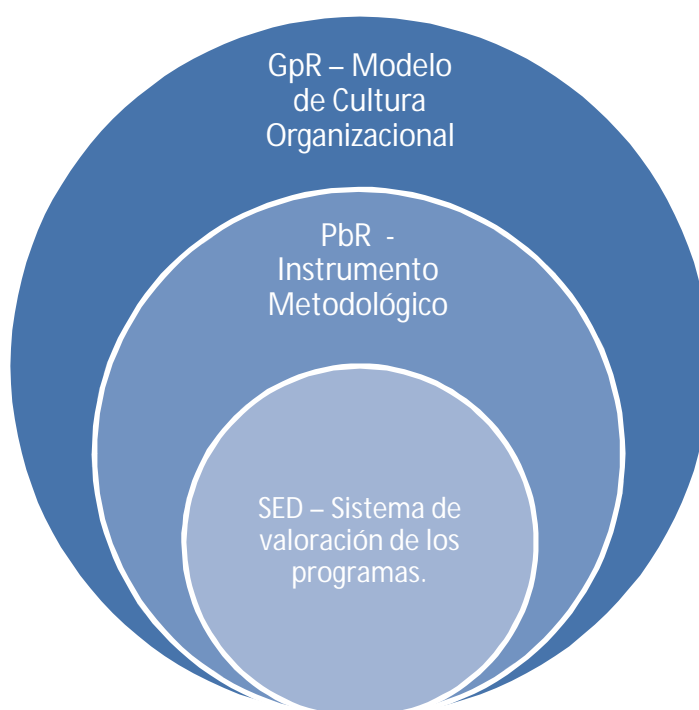 GpR – Modelo
de Cultura
Organizacional
PbR -
Instrumento
Metodológico
SED – Sistema de
valoración de los
programas.